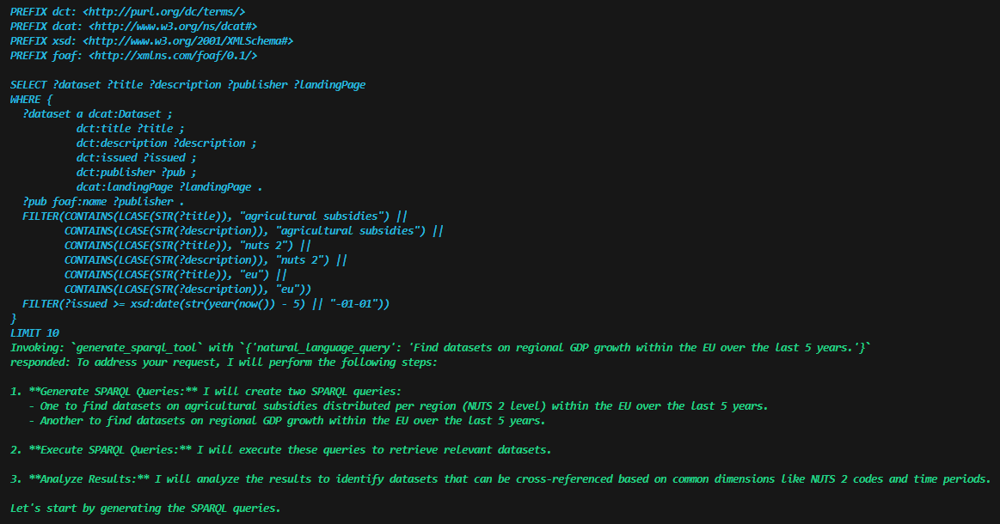 PREFIX dct: <http://purl.org/dc/terms/>
PREFIX dcat: <http://www.w3.org/ns/dcat#>
PREFIX xsd: <http://www.w3.org/2001/XMLSchema#>
PREFIX foaf: <http://xmlns.com/foaf/0.1/>

SELECT ?dataset ?title ?description ?publisher ?landingPage
WHERE {
  ?dataset a dcat:Dataset ;
           dct:title ?title ;
           dct:description ?description ;
           dct:issued ?issued ;
           dct:publisher ?pub ;
           dcat:landingPage ?landingPage .
  ?pub foaf:name ?publisher .
  FILTER(CONTAINS(LCASE(STR(?title)), "agricultural subsidies") ||
         CONTAINS(LCASE(STR(?description)), "agricultural subsidies") ||
         CONTAINS(LCASE(STR(?title)), "nuts 2") ||
         CONTAINS(LCASE(STR(?description)), "nuts 2") ||
         CONTAINS(LCASE(STR(?title)), "eu") ||
         CONTAINS(LCASE(STR(?description)), "eu"))
  FILTER(?issued >= xsd:date(str(year(now()) - 5) || "-01-01"))
}
LIMIT 10
Invoking: `generate_sparql_tool` with `{'natural_language_query': 'Find datasets on regional GDP growth within the EU over the last 5 years.'}`
responded: To address your request, I will perform the following steps:

1. **Generate SPARQL Queries:** I will create two SPARQL queries:
   - One to find datasets on agricultural subsidies distributed per region (NUTS 2 level) within the EU over the last 5 years.
   - Another to find datasets on regional GDP growth within the EU over the last 5 years.

2. **Execute SPARQL Queries:** I will execute these queries to retrieve relevant datasets.

3. **Analyze Results:** I will analyze the results to identify datasets that can be cross-referenced based on common dimensions like NUTS 2 codes and time periods.

Let's start by generating the SPARQL queries.